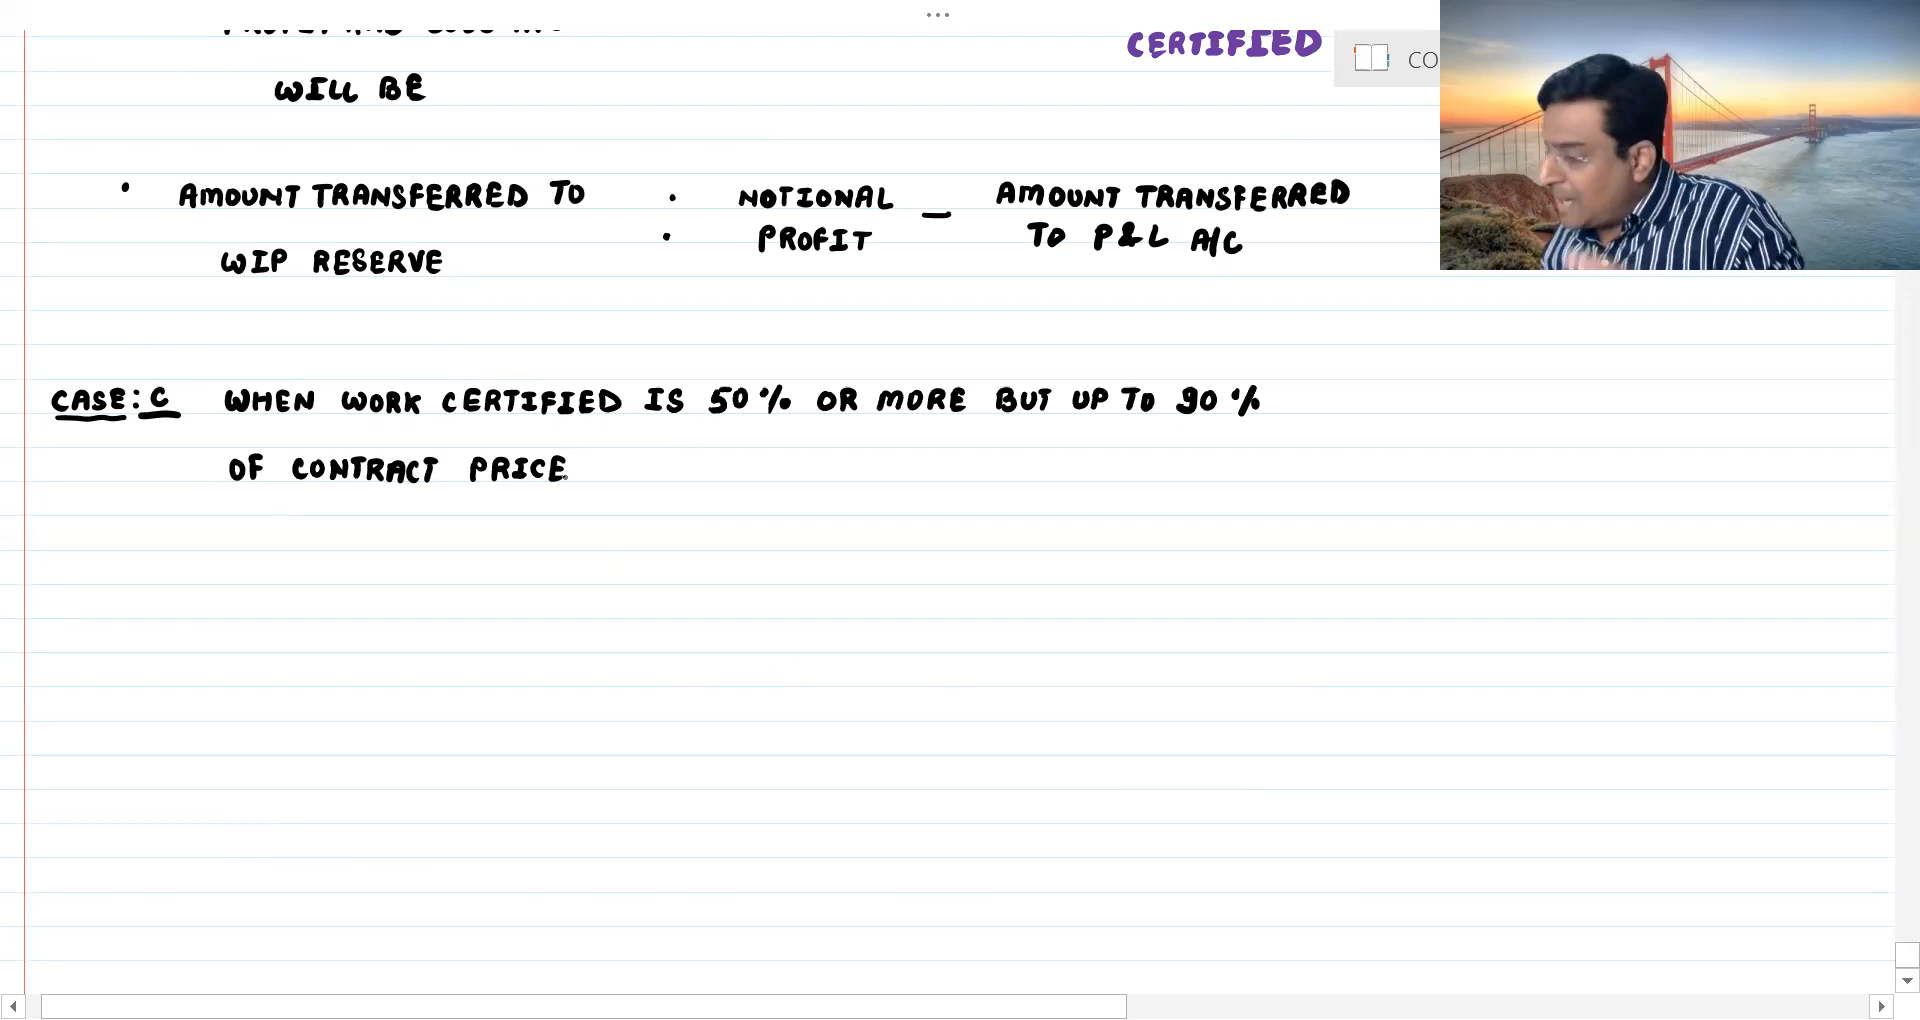 CERTIFIED
CO
WILL BE
• AMOUNT TRANSFERRED TO : NOTIONAL — AMOUNT TRANSFERRED
PROFIT TO P&L A/C
WIP RESERVE
CASE: C WHEN WORK CERTIFIED IS 50% OR MORE BUT UP TO 90%
OF CONTRACT PRICE